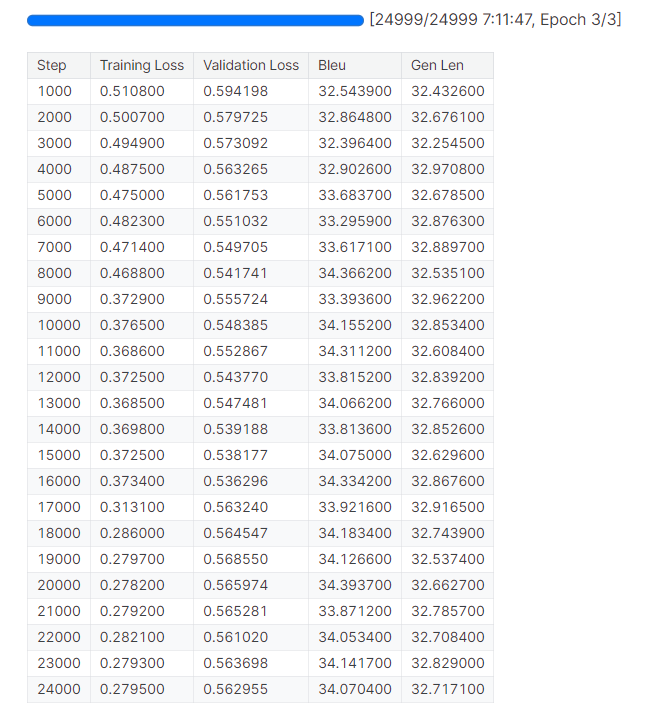 [24999/24999 7:11:47, Epoch 3/3]
Step Training Loss Validation Loss Bleu Gen Len
1000 0.510800 0.594198 32.543900 32.432600
2000 0.500700 0.579725 32.864800 32.676100
3000 0.494900 0.573092 32.396400 32.254500
4000 0.487500 0.563265 32.902600 32.970800
5000 0.475000 0.561753 33.683700 32.678500
6000 0.482300 0.551032 33.295900 32.876300
7000 0.471400 0.549705 33.617100 32.889700
8000 0.468800 0.541741 34.366200 32.535100
9000 0.372900 0.555724 33.393600 32.962200
10000 0.376500 0.548385 34.155200 32.853400
11000 0.368600 0.552867 34.311200 32.608400
12000 0.372500 0.543770 33.815200 32.839200
13000 0.368500 0.547481 34.066200 32.766000
14000 0.369800 0.539188 33.813600 32.852600
15000 0.372500 0.538177 34.075000 32.629600
16000 0.373400 0.536296 34.334200 32.867600
17000 0.313100 0.563240 33.921600 32.916500
18000 0.286000 0.564547 34.183400 32.743900
19000 0.279700 0.568550 34.126600 32.537400
20000 0.278200 0.565974 34.393700 32.662700
21000 0.279200 0.565281 33.871200 32.785700
22000 0.282100 0.561020 34.053400 32.708400
23000 0.279300 0.563698 34.141700 32.829000
24000 0.279500 0.562955 34.070400 32.717100